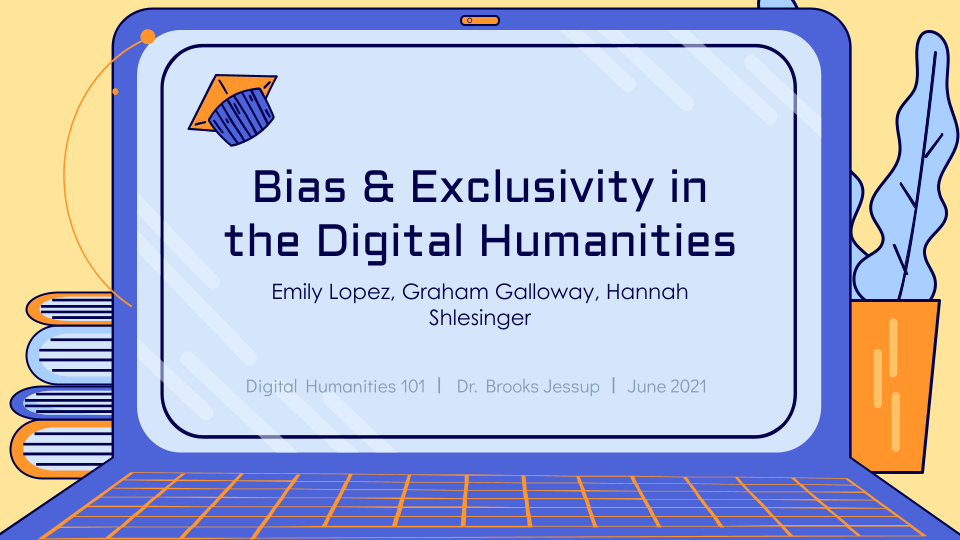 Bias & Exclusivity in
the Digital Humanities
Emily Lopez, Graham Galloway, Hannah
Shlesinger
Digital Humanities 101 | Dr. Brooks Jessup | June 2021